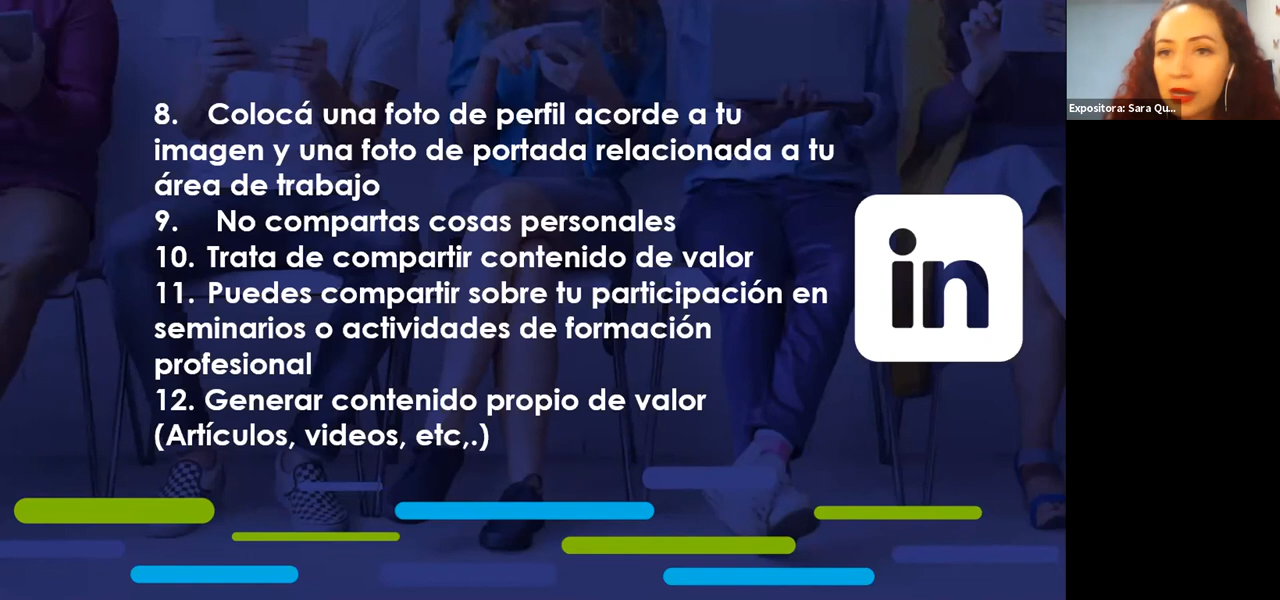 8. Colocá una foto de perfil acorde a tu
imagen y una foto de portada relacionada a tu
área de trabajo
9. No compartas cosas personales
10. Trata de compartir contenido de valor
11. Puedes compartir sobre tu participación en
seminarios o actividades de formación
profesional
12. Generar contenido propio de valor
(Artículos, videos, etc,.)
in
Expositora: Sara Qu...